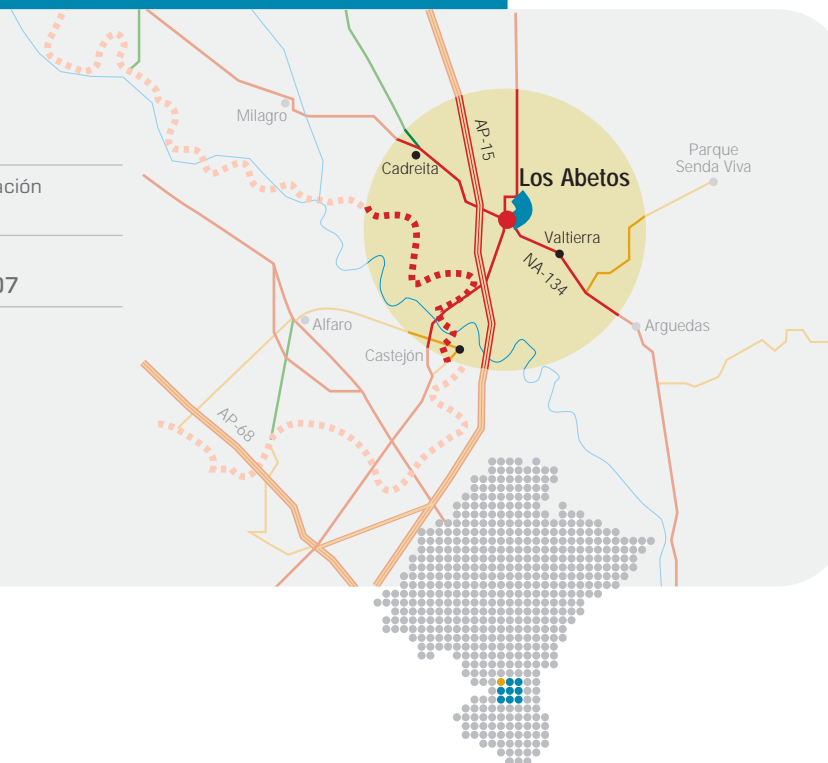 Milagro
AP-15
Parque
Senda Viva
Cadreita
ación
Los Abetos
Valtierra
NA-134
07
Alfaro
Arguedas
Castejón
AP-68